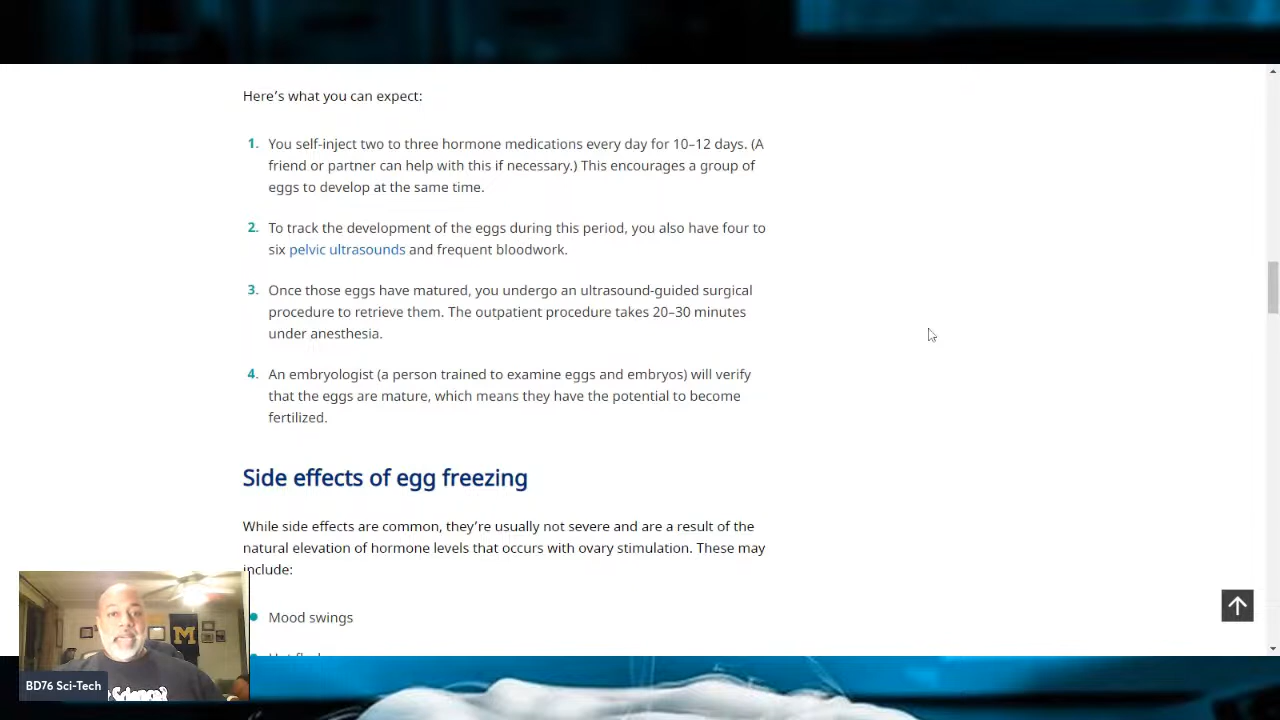 Here's what you can expect:
1. You self-inject two to three hormone medications every day for 10–12 days. (A
friend or partner can help with this if necessary.) This encourages a group of
eggs to develop at the same time.
2. To track the development of the eggs during this period, you also have four to
six pelvic ultrasounds and frequent bloodwork.
3. Once those eggs have matured, you undergo an ultrasound-guided surgical
procedure to retrieve them. The outpatient procedure takes 20–30 minutes
under anesthesia.
4. An embryologist (a person trained to examine eggs and embryos) will verify
that the eggs are mature, which means they have the potential to become
fertilized.
Side effects of egg freezing
While side effects are common, they're usually not severe and are a result of the
natural elevation of hormone levels that occurs with ovary stimulation. These may
include:
Mood swings
M
BD76 Sci-Tech
Science?